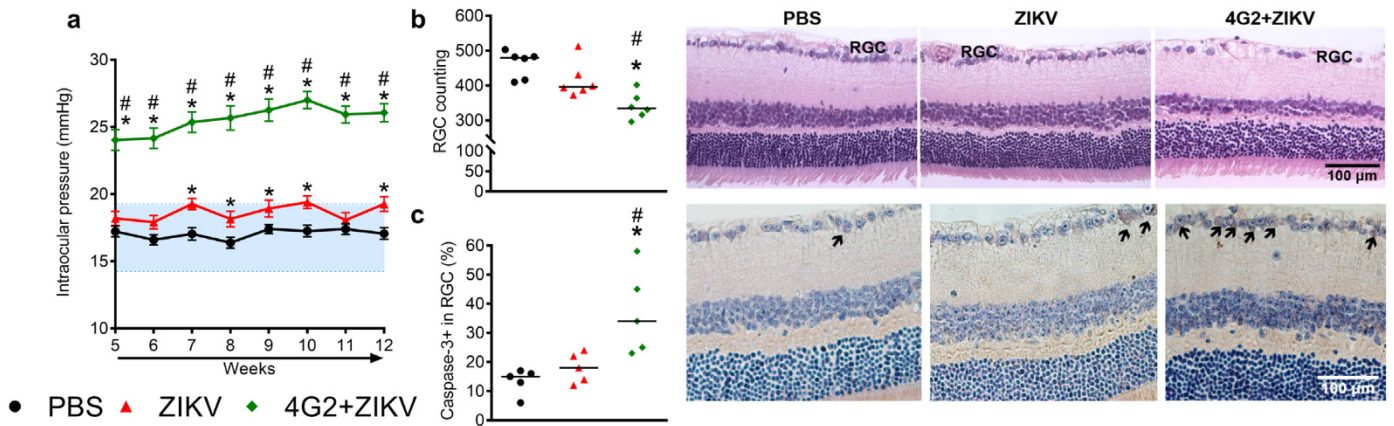 a
Intraocular pressure (mmHg)
30
25
20
15
10
# # # # # # # #
* * * * * * * *
* * * * *
5 6 7 8 9 10 11 12
Weeks
PBS ZIKV 4G2+ZIKV
b
RGC counting
600
500
400
300
100
50
0
#
*
c
Caspase-3+ in RGC (%)
60
50
40
30
20
10
0
#
*
PBS ZIKV 4G2+ZIKV
RGC RGC RGC
100 µm
100 µm